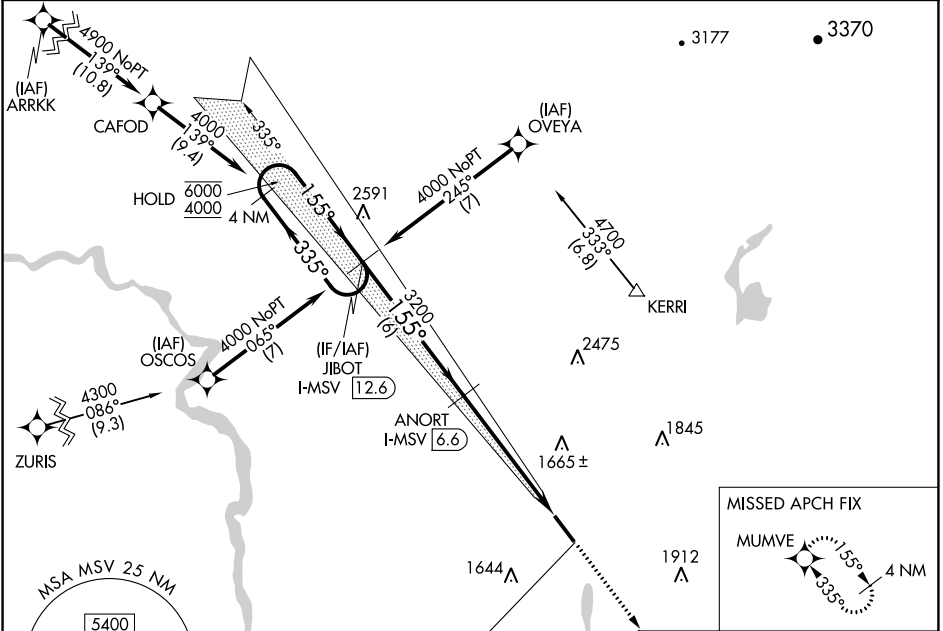 4900 NoPT
139°
(10.8)
(IAF)
ARRKK
CAFOD
4000
139°
(9.4)
335°
3177
3370
(IAF)
OVEYA
4000 NoPT
245°
(7)
HOLD
6000
4000
4 NM
155°
335°
2591
4700
333°
(6.8)
KERRI
4000 NoPT
065°
(7)
(IAF)
OSCOS
(IF/IAF)
JIBOT
I-MSV 12.6
3200
155°
(6)
2475
4300
086°
(9.3)
ZURIS
ANORT
I-MSV 6.6
1665 ±
1845
1644
1912
MISSED APCH FIX
MUMVE
155°
335°
4 NM
MSA MSV 25 NM
5400